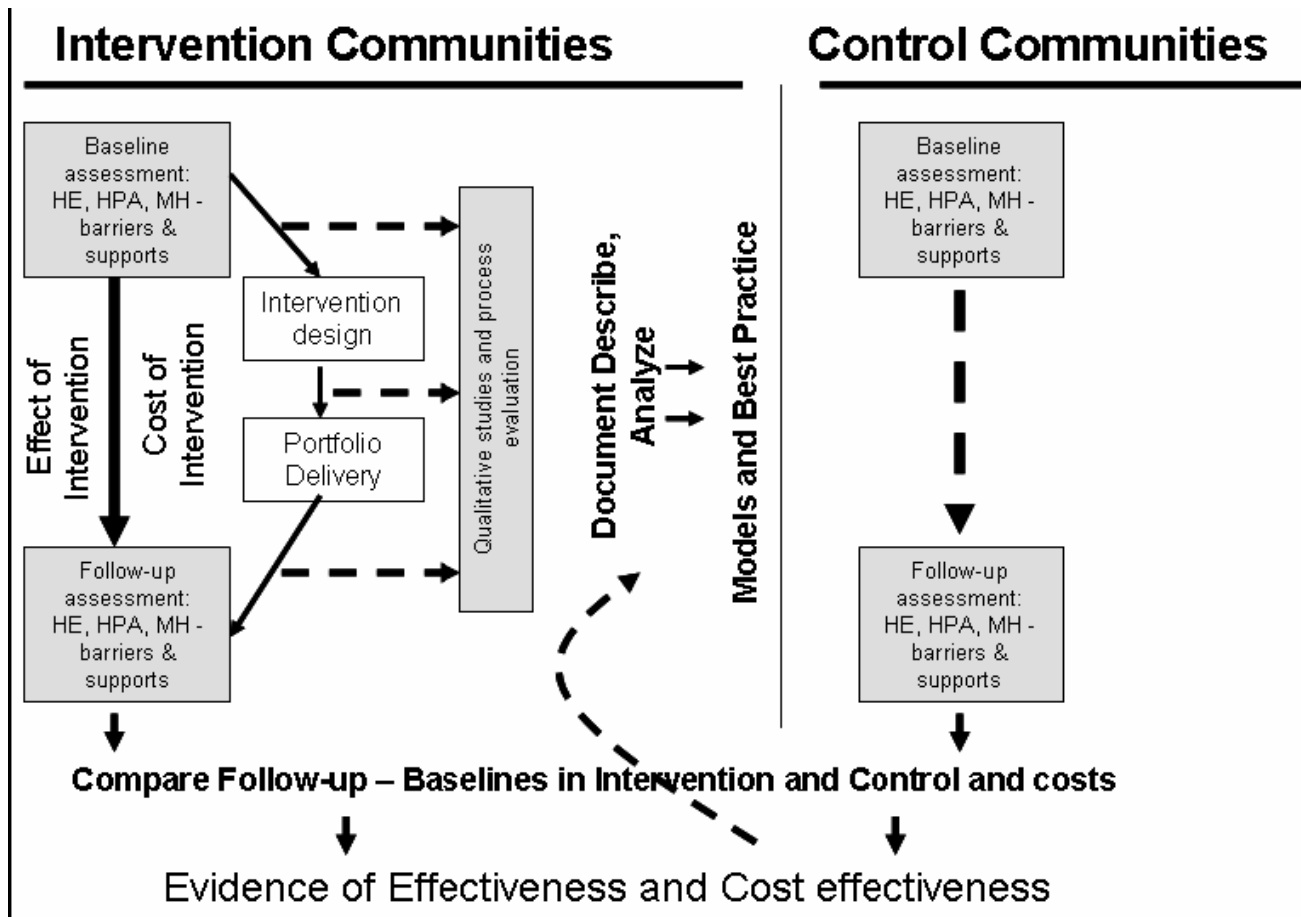 Intervention Communities
Control Communities
Baseline
assessment:
HE, HPA, MH -
barriers &
supports
Intervention
design
Portfolio
Delivery
Effect of
Intervention
Cost of
Intervention
Follow-up
assessment:
HE, HPA, MH -
barriers &
supports
Qualitative studies and process
evaluation
Document Describe,
Analyze
Models and Best Practice
Baseline
assessment:
HE, HPA, MH -
barriers &
supports
Follow-up
assessment:
HE, HPA, MH -
barriers &
supports
Compare Follow-up – Baselines in Intervention and Control and costs
Evidence of Effectiveness and Cost effectiveness